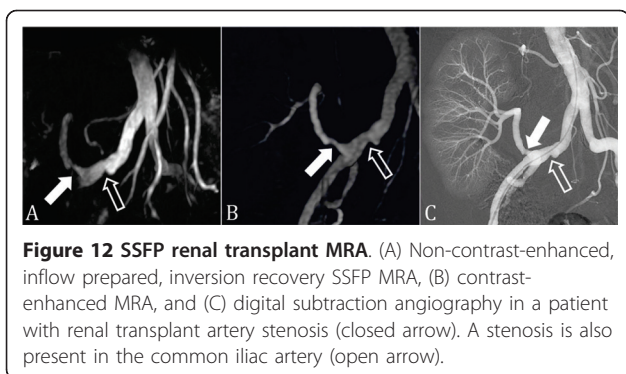 A
B
C
Figure 12 SSFP renal transplant MRA. (A) Non-contrast-enhanced,
inflow prepared, inversion recovery SSFP MRA, (B) contrast-
enhanced MRA, and (C) digital subtraction angiography in a patient
with renal transplant artery stenosis (closed arrow). A stenosis is also
present in the common iliac artery (open arrow).